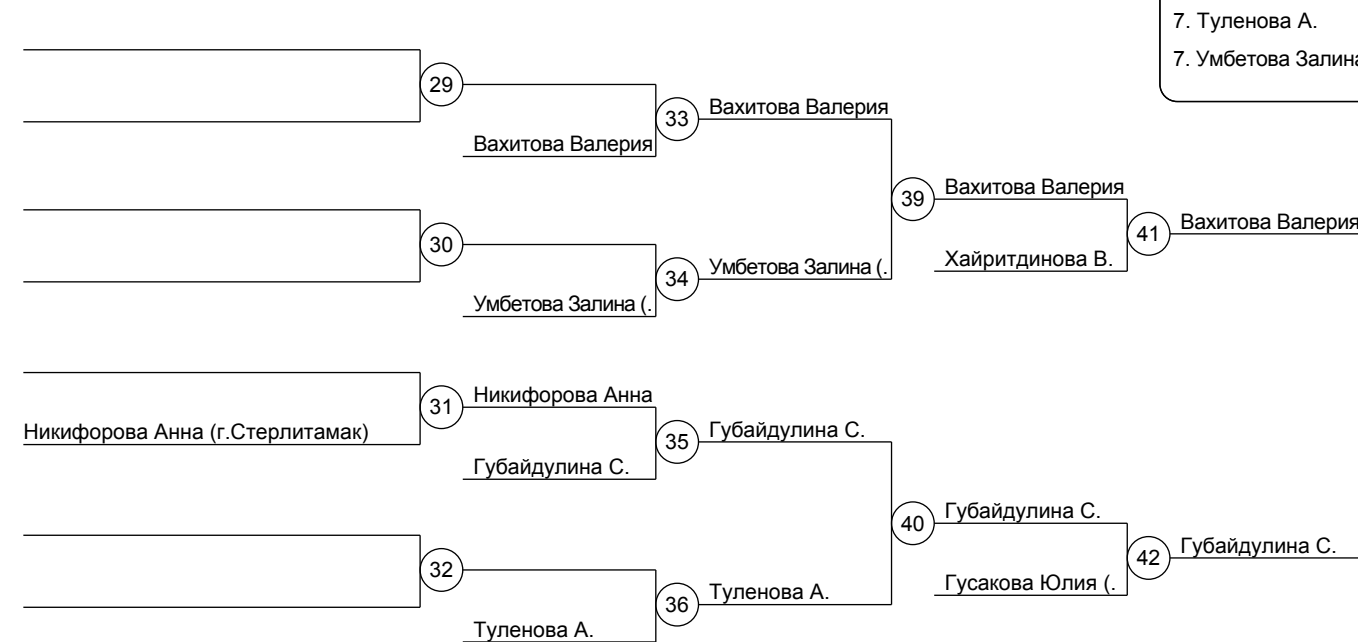 7. Туленова А.
7. Умбетова Залина
29
33
Вахитова Валерия
Вахитова Валерия
39
Вахитова Валерия
41
Вахитова Валерия
30
34
Умбетова Залина (.
Хайритдинова В.
Умбетова Залина (.
31
Никифорова Анна
Никифорова Анна (г.Стерлитамак)
35
Губайдулина С.
Губайдулина С.
40
Губайдулина С.
42
Губайдулина С.
32
36
Туленова А.
Гусакова Юлия (.
Туленова А.